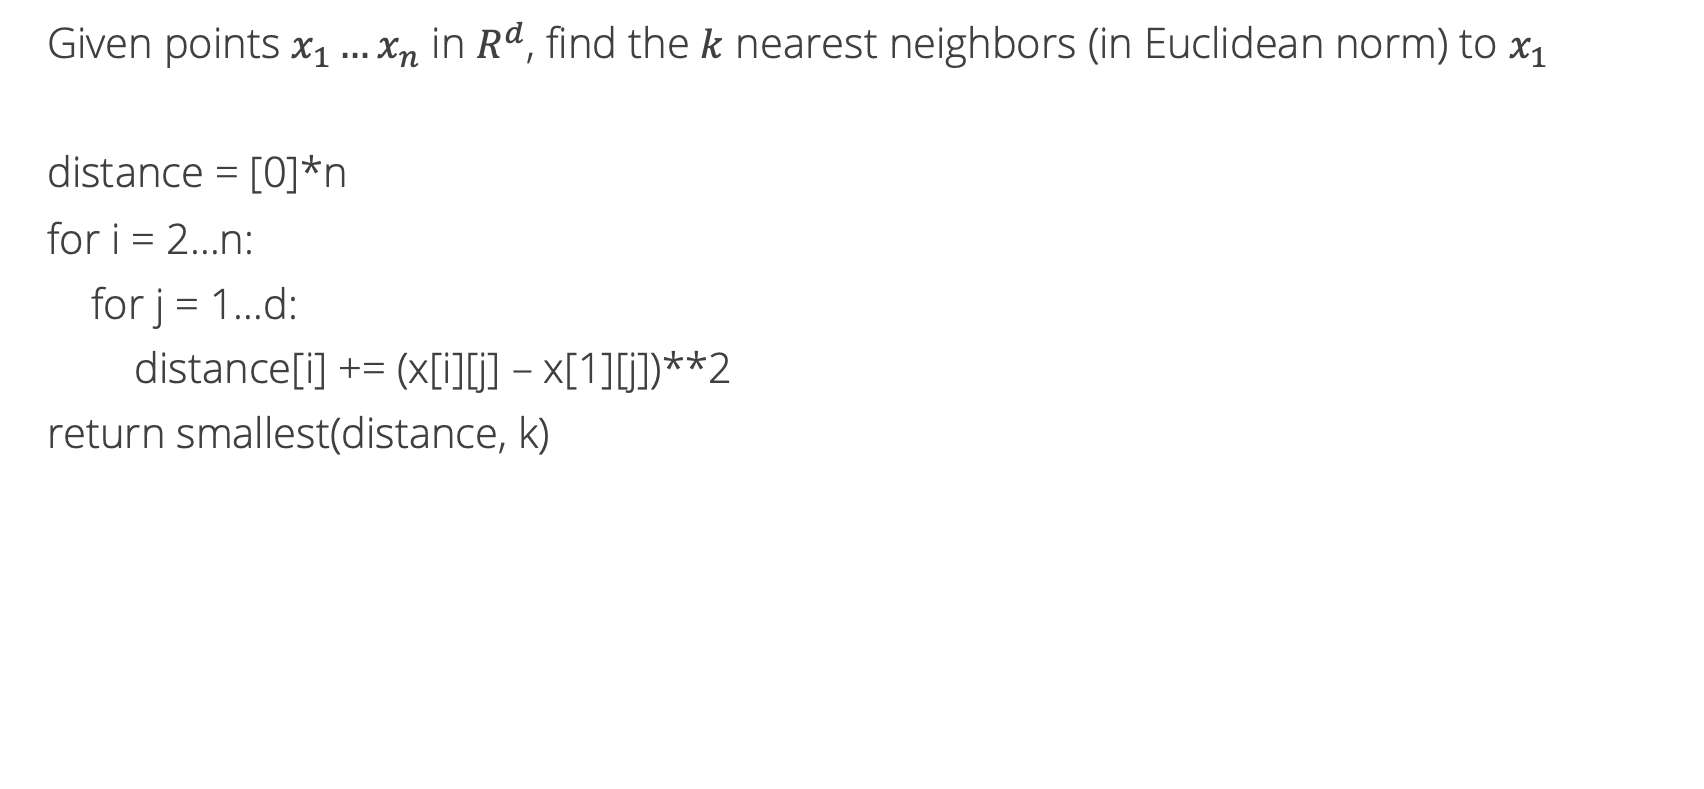 Given points x₁ ... xₙ in Rᵈ, find the k nearest neighbors (in Euclidean norm) to x₁
distance = [0]*n
for i = 2...n:
for j = 1...d:
distance[i] += (x[i][j] – x[1][j])**2
return smallest(distance, k)